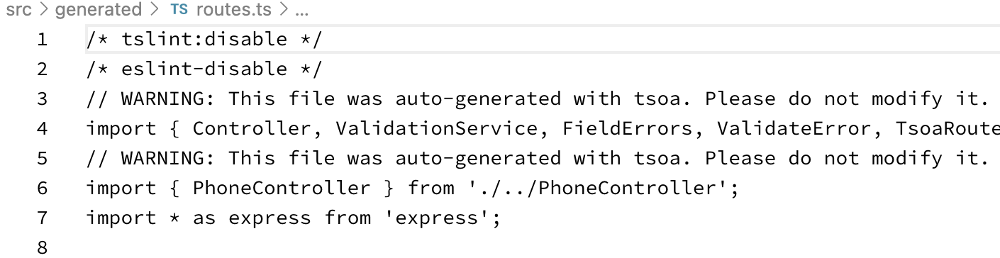 src > generated > TS routes.ts > ...
1 /* tslint:disable */
2 /* eslint-disable */
3 // WARNING: This file was auto-generated with tsoa. Please do not modify it.
4 import { Controller, ValidationService, FieldErrors, ValidateError, TsoaRoute
5 // WARNING: This file was auto-generated with tsoa. Please do not modify it.
6 import { PhoneController } from './../PhoneController';
7 import * as express from 'express';
8